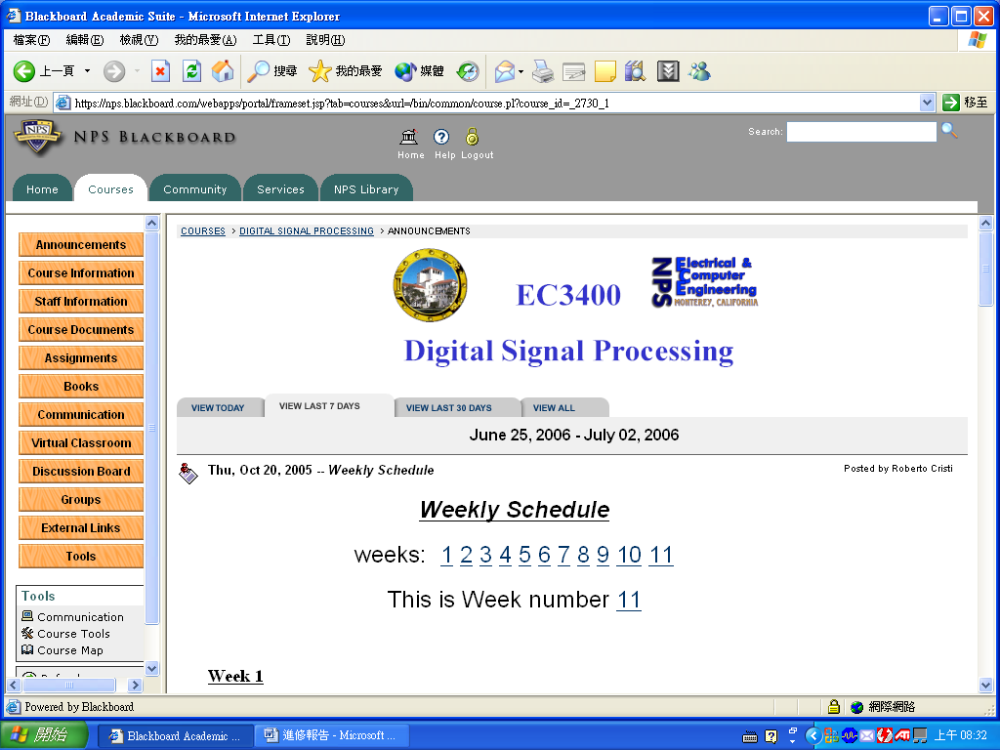 Blackboard Academic Suite - Microsoft Internet Explorer
檔案(F) 編輯(E) 檢視(V) 我的最愛(A) 工具(T) 說明(H)
上一頁 搜尋 我的最愛 媒體
網址(D) https://nps.blackboard.com/webapps/portal/frameset.jsp?tab=courses&url=/bin/common/course.pl?course_id=_2730_1 移至
NPS NPS BLACKBOARD
Home Help Logout
Search:
Home Courses Community Services NPS Library
COURSES > DIGITAL SIGNAL PROCESSING > ANNOUNCEMENTS
Announcements
Course Information
Staff Information
Course Documents
Assignments
Books
Communication
Virtual Classroom
Discussion Board
Groups
External Links
Tools
Tools
Communication
Course Tools
Course Map
EC3400
NPS Electrical & Computer Engineering
MONTEREY, CALIFORNIA
Digital Signal Processing
VIEW TODAY VIEW LAST 7 DAYS VIEW LAST 30 DAYS VIEW ALL
June 25, 2006 - July 02, 2006
Thu, Oct 20, 2005 -- Weekly Schedule Posted by Roberto Cristi
Weekly Schedule
weeks: 1 2 3 4 5 6 7 8 9 10 11
This is Week number 11
Week 1
Powered by Blackboard 網際網路
開始 Blackboard Academic ... 進修報告 - Microsoft ... 上午 08:32